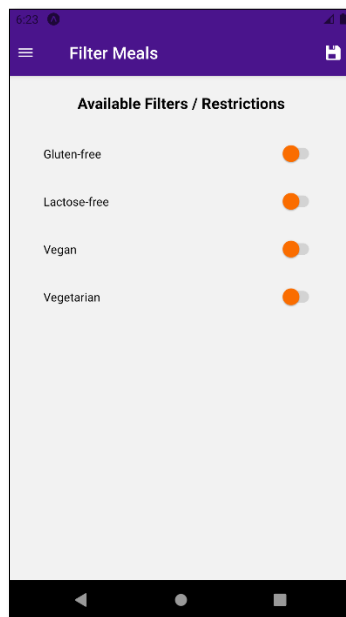 6:23
Filter Meals
Available Filters / Restrictions
Gluten-free
Lactose-free
Vegan
Vegetarian